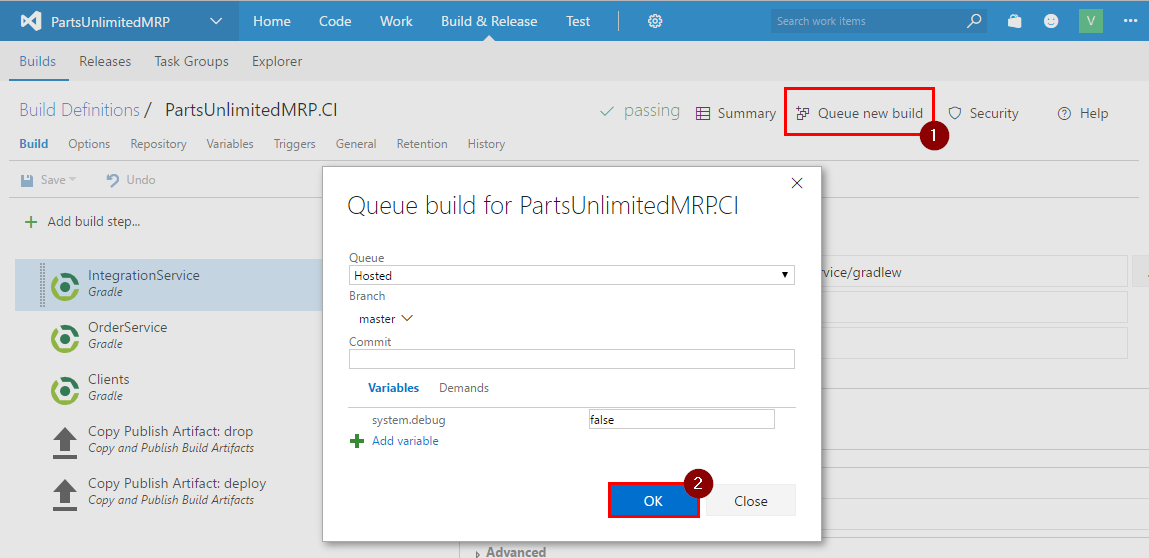 PartsUnlimitedMRP Home Code Work Build & Release Test Search work items V
Builds Releases Task Groups Explorer
Build Definitions / PartsUnlimitedMRP.CI passing Summary Queue new build Security Help
1
Build Options Repository Variables Triggers General Retention History
Save Undo
Add build step...
IntegrationService
Gradle
OrderService
Gradle
Clients
Gradle
Copy Publish Artifact: drop
Copy and Publish Build Artifacts
Copy Publish Artifact: deploy
Copy and Publish Build Artifacts
Queue build for PartsUnlimitedMRP.CI
Queue
Hosted
Branch
master
Commit
Variables Demands
system.debug false
Add variable
2
OK Close
vice/gradlew
Advanced